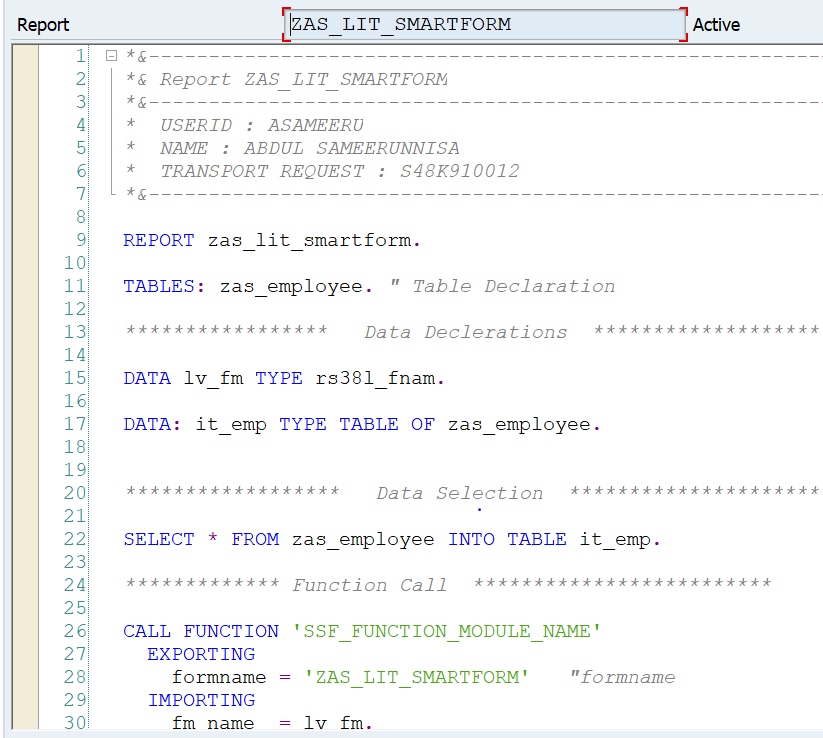 Report ZAS_LIT_SMARTFORM Active
1 *&---------------------------------------------------------
2 *& Report ZAS_LIT_SMARTFORM
3 *&---------------------------------------------------------
4 *  USERID : ASAMEERU
5 *  NAME : ABDUL SAMEERUNNISA
6 *  TRANSPORT REQUEST : S48K910012
7 *&---------------------------------------------------------
8
9 REPORT zas_lit_smartform.
10
11 TABLES: zas_employee. " Table Declaration
12
13 *****************   Data Declerations  *******************
14
15 DATA lv_fm TYPE rs38l_fnam.
16
17 DATA: it_emp TYPE TABLE OF zas_employee.
18
19
20 ******************   Data Selection  *********************
21
22 SELECT * FROM zas_employee INTO TABLE it_emp.
23
24 ************* Function Call  *************************
25
26 CALL FUNCTION 'SSF_FUNCTION_MODULE_NAME'
27   EXPORTING
28     formname = 'ZAS_LIT_SMARTFORM'   "formname
29   IMPORTING
30     fm_name  = lv_fm.